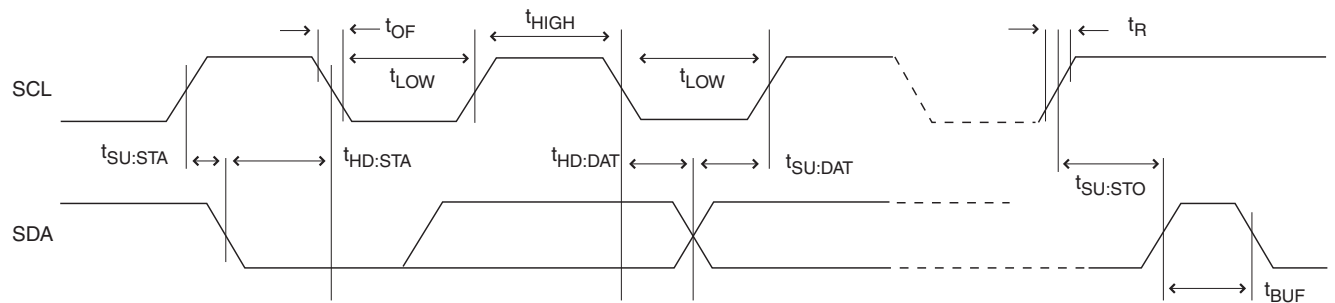 tOF
tHIGH
tR
SCL
tLOW
tLOW
tSU:STA
tHD:STA
tHD:DAT
tSU:DAT
tSU:STO
SDA
tBUF